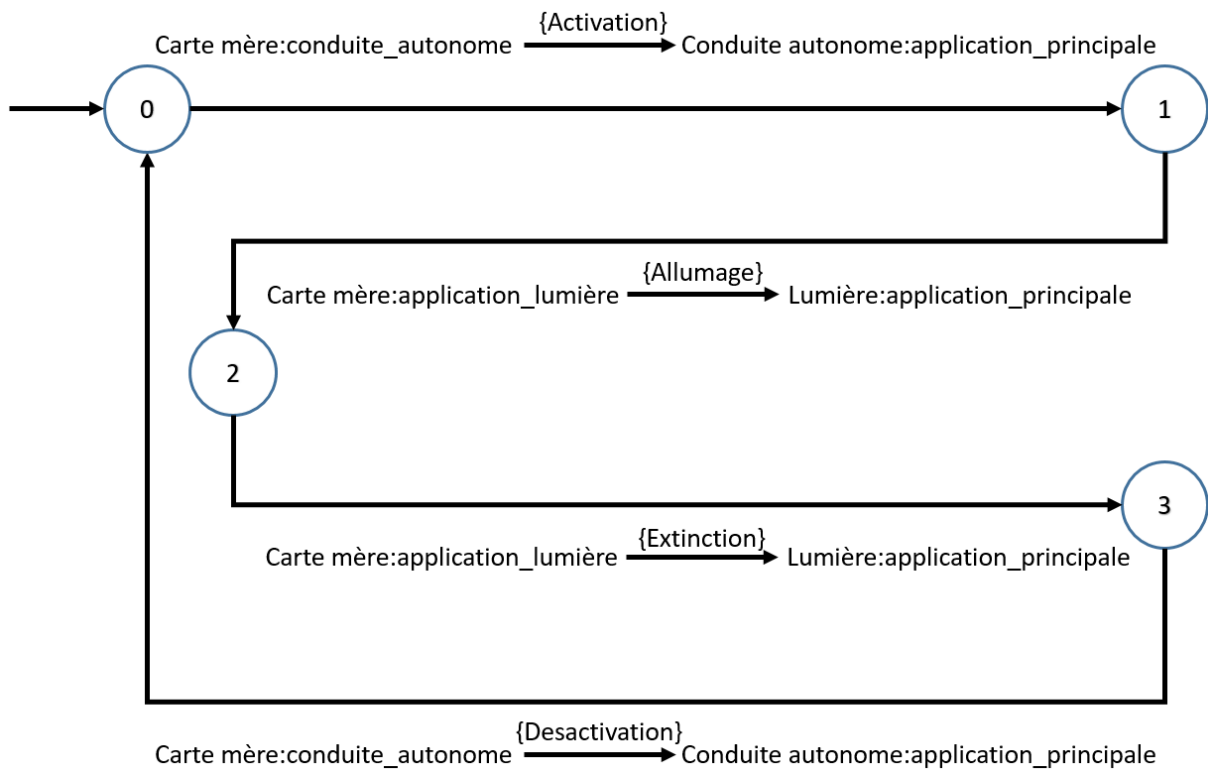 {Activation}
Carte mère:conduite_autonome Conduite autonome:application_principale
0 1
{Allumage}
Carte mère:application_lumière Lumière:application_principale
2
3
{Extinction}
Carte mère:application_lumière Lumière:application_principale
{Desactivation}
Carte mère:conduite_autonome Conduite autonome:application_principale